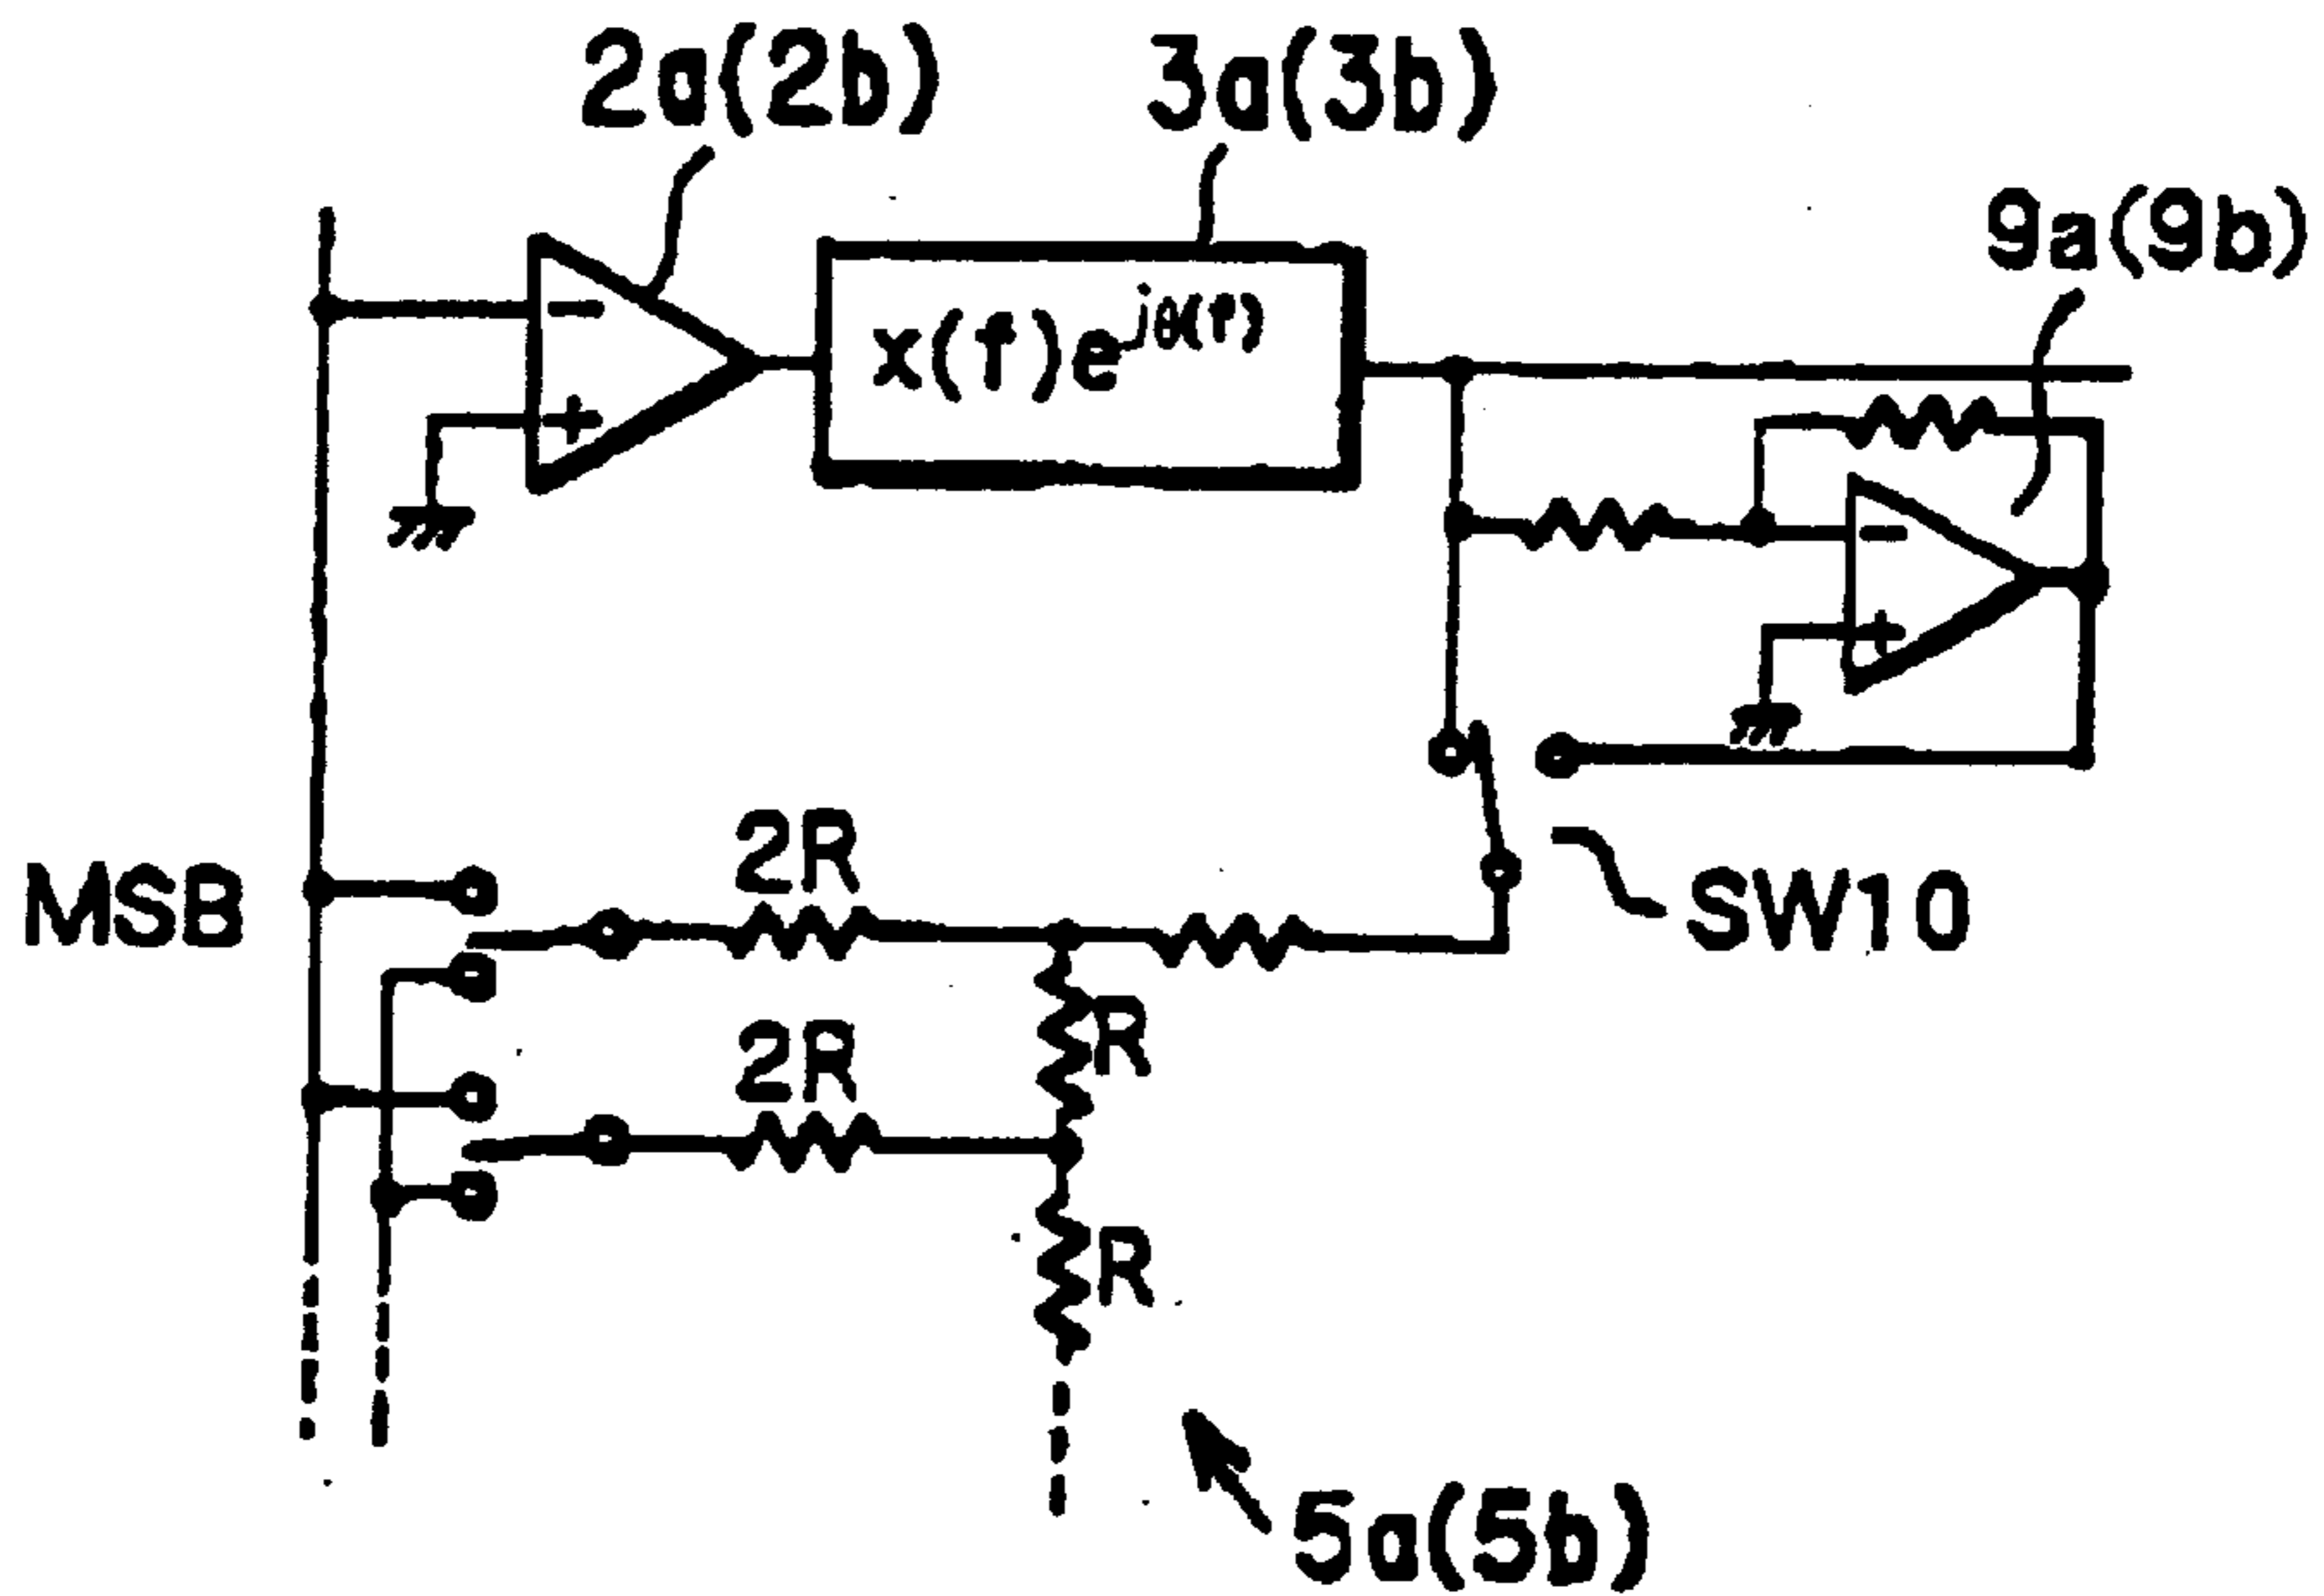 2a(2b)
3a(3b)
9a(9b)
x(f)e^jθ(f)
-
+
-
+
MSB
2R
SW10
R
2R
R
5a(5b)